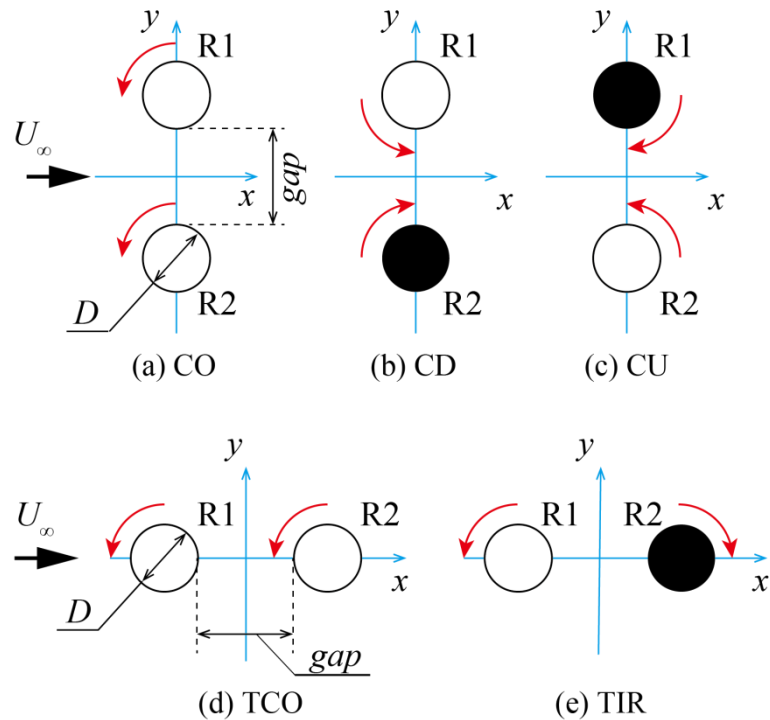 y R1 y R1 y
U∞ gap R1
x x x
R2 R2 R2
D
(a) CO (b) CD (c) CU
y y
U∞ R1 R2 R1 R2
x x
D
gap
(d) TCO (e) TIR